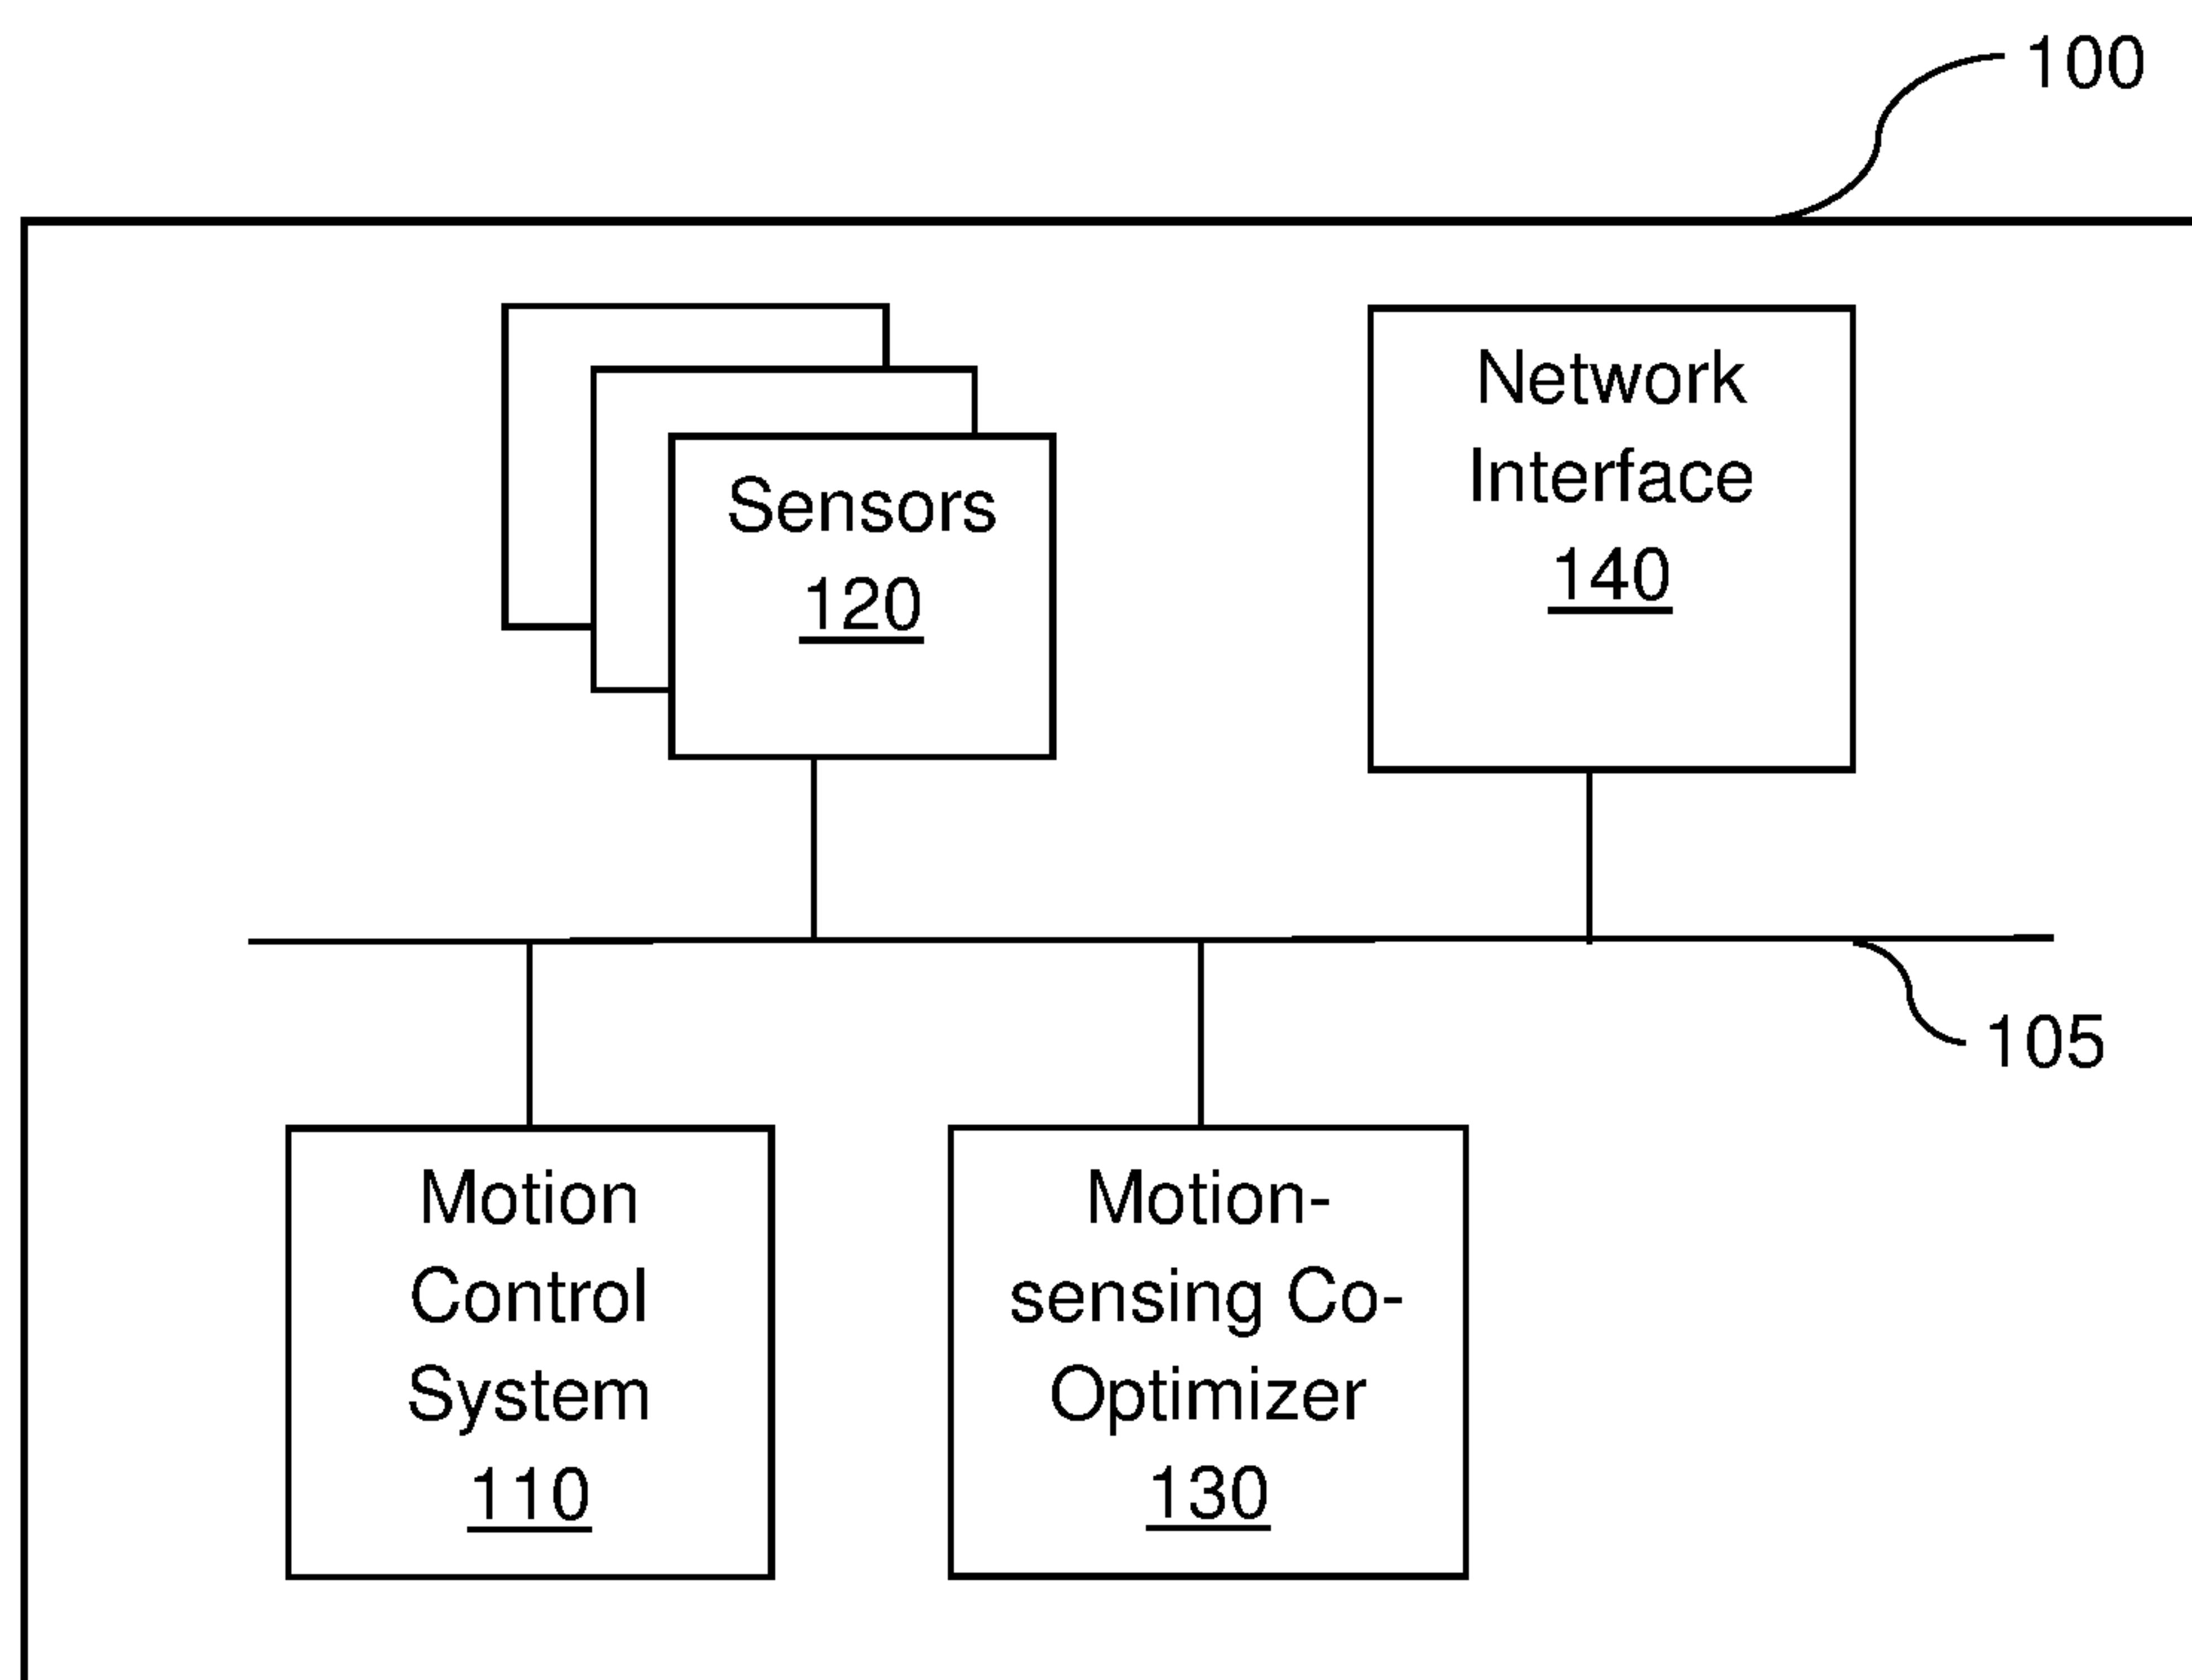 100
Sensors
120
Network
Interface
140
105
Motion
Control
System
110
Motion-
sensing Co-
Optimizer
130